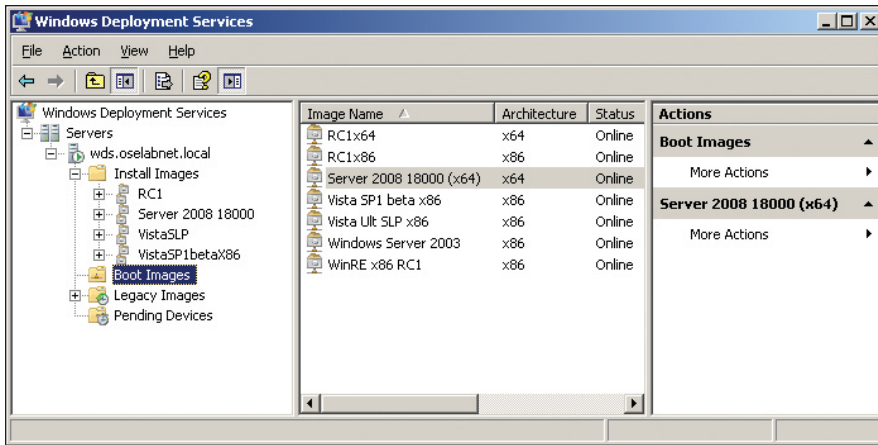 Windows Deployment Services
File Action View Help
Windows Deployment Services
Servers
wds.oselabnet.local
Install Images
RC1
Server 2008 18000
VistaSLP
VistaSP1betaX86
Boot Images
Legacy Images
Pending Devices
Image Name Architecture Status
RC1x64 x64 Online
RC1x86 x86 Online
Server 2008 18000 (x64) x64 Online
Vista SP1 beta x86 x86 Online
Vista Ult SLP x86 x86 Online
Windows Server 2003 x86 Online
WinRE x86 RC1 x86 Online
Actions
Boot Images
More Actions
Server 2008 18000 (x64)
More Actions